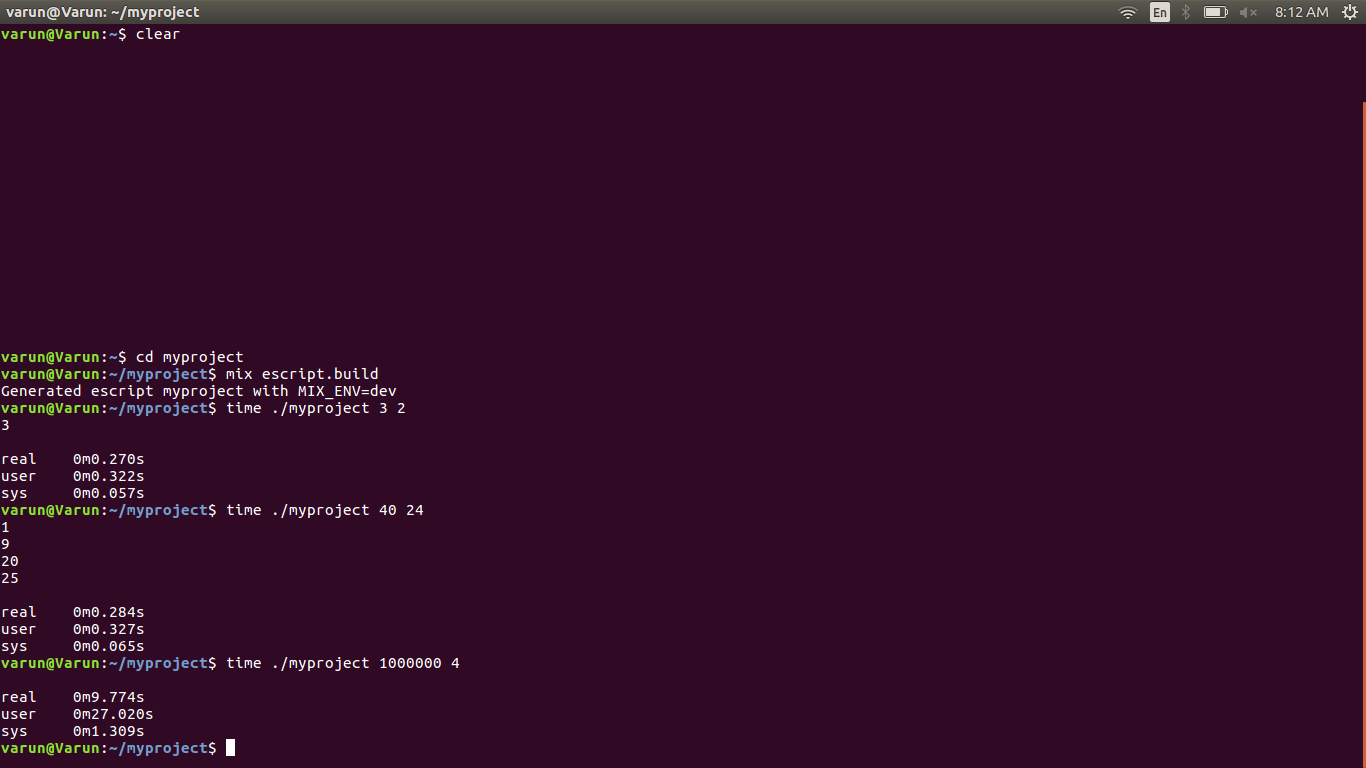 varun@Varun: ~/myproject
En
8:12 AM
varun@Varun:~$ clear
varun@Varun:~$ cd myproject
varun@Varun:~/myproject$ mix escript.build
Generated escript myproject with MIX_ENV=dev
varun@Varun:~/myproject$ time ./myproject 3 2
3
real    0m0.270s
user    0m0.322s
sys     0m0.057s
varun@Varun:~/myproject$ time ./myproject 40 24
1
9
20
25
real    0m0.284s
user    0m0.327s
sys     0m0.065s
varun@Varun:~/myproject$ time ./myproject 1000000 4
real    0m9.774s
user    0m27.020s
sys     0m1.309s
varun@Varun:~/myproject$